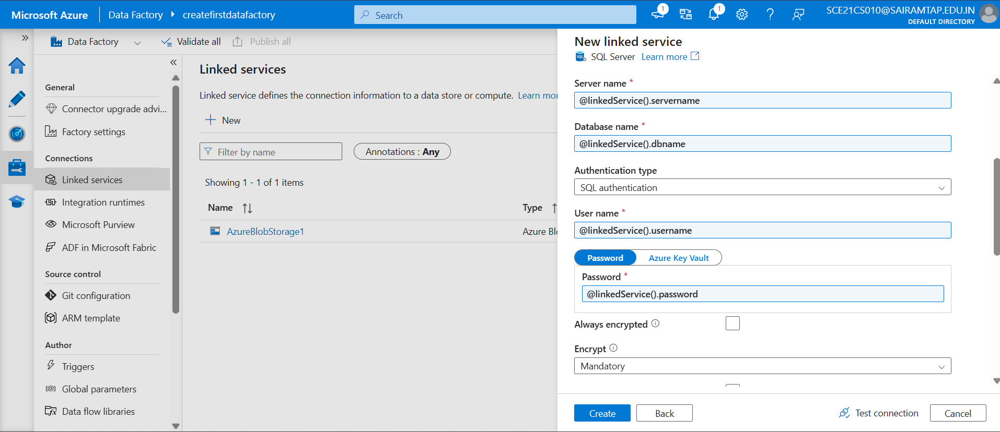 Microsoft Azure
Data Factory
createfirstdatafactory
Search
1
1
SCE21CS010@SAIRAMTAP.EDU.IN
DEFAULT DIRECTORY
Data Factory
Validate all
Publish all
General
Connector upgrade advi...
Factory settings
Connections
Linked services
Integration runtimes
Microsoft Purview
ADF in Microsoft Fabric
Source control
Git configuration
ARM template
Author
Triggers
Global parameters
Data flow libraries
Linked services
Linked service defines the connection information to a data store or compute. Learn mor
New
Filter by name
Annotations : Any
Showing 1 - 1 of 1 items
Name
Type
AzureBlobStorage1
Azure Blo
New linked service
SQL
SQL Server Learn more
Server name *
@linkedService().servername
Database name *
@linkedService().dbname
Authentication type
SQL authentication
User name *
@linkedService().username
Password
Azure Key Vault
Password *
@linkedService().password
Always encrypted
Encrypt
Mandatory
Create
Back
Test connection
Cancel